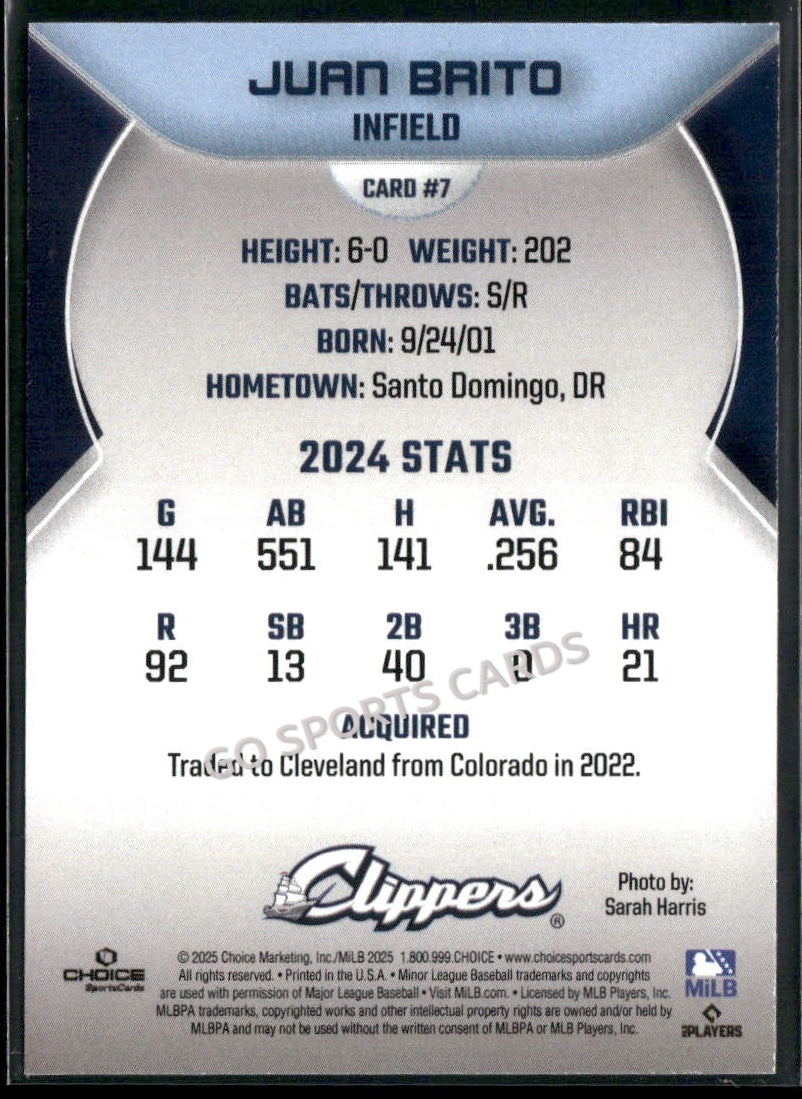 JUAN BRITO
INFIELD
CARD #7
HEIGHT: 6-0 WEIGHT: 202
BATS/THROWS: S/R
BORN: 9/24/01
HOMETOWN: Santo Domingo, DR
2024 STATS
G AB H AVG. RBI
144 551 141 .256 84
R SB 2B 3B HR
92 13 40 0 21
GO SPORTS CARDS
ACQUIRED
Traded to Cleveland from Colorado in 2022.
Clippers®
Photo by:
Sarah Harris
CHOICE
SportsCards
© 2025 Choice Marketing, Inc./MiLB 2025 1.800.999.CHOICE • www.choicesportscards.com
All rights reserved. • Printed in the U.S.A. • Minor League Baseball trademarks and copyrights
are used with permission of Major League Baseball • Visit MiLB.com. • Licensed by MLB Players, Inc.
MLBPA trademarks, copyrighted works and other intellectual property rights are owned and/or held by
MLBPA and may not be used without the written consent of MLBPA or MLB Players, Inc.
MiLB
PLAYERS